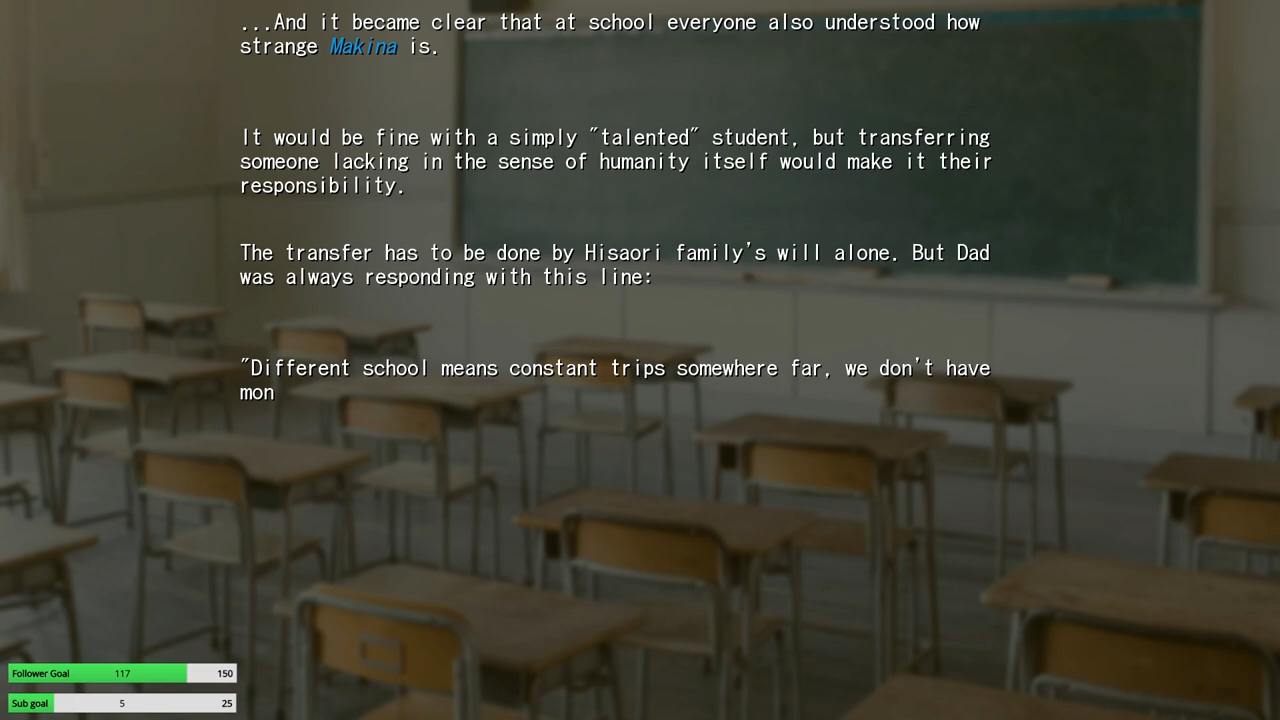 ...And it became clear that at school everyone also understood how
strange Makina is.
It would be fine with a simply "talented" student, but transferring
someone lacking in the sense of humanity itself would make it their
responsibility.
The transfer has to be done by Hisaori family's will alone. But Dad
was always responding with this line:
"Different school means constant trips somewhere far, we don't have
mon
Follower Goal 117 150
Sub goal 5 25